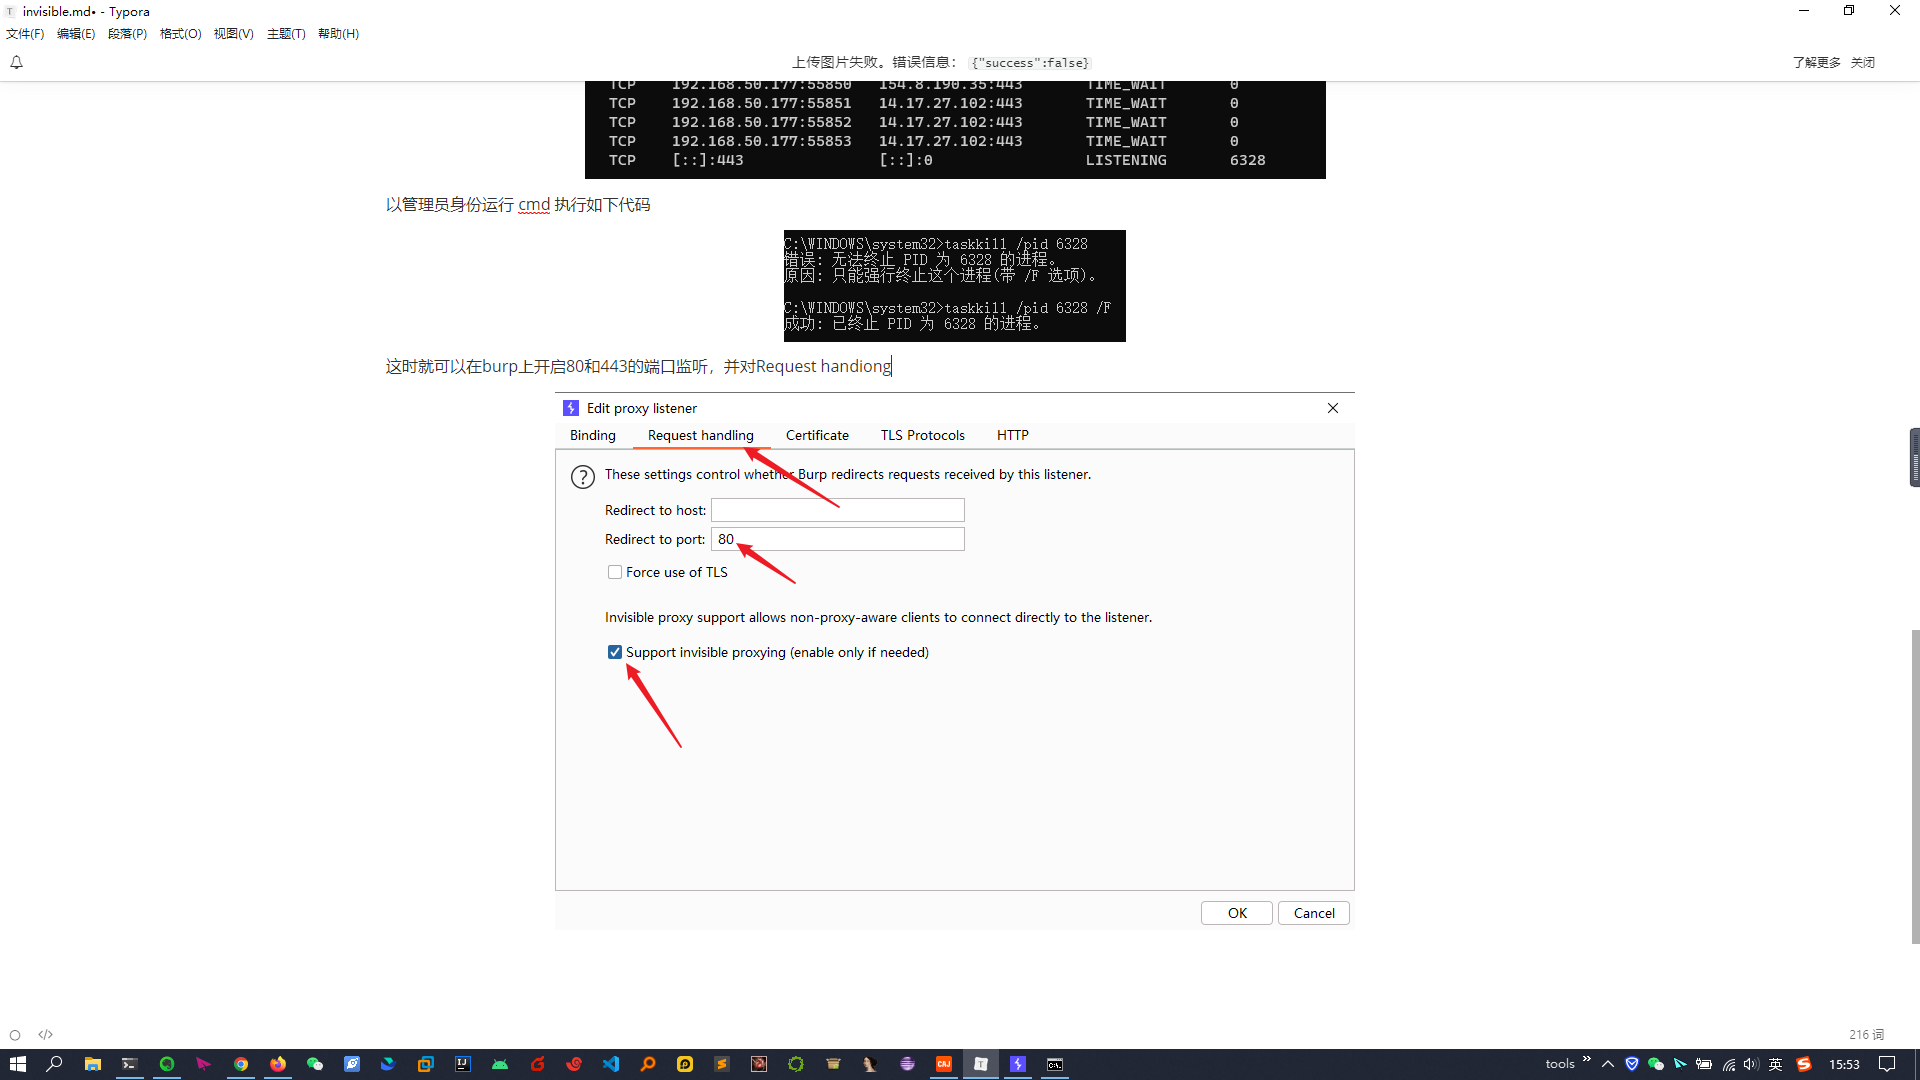 invisible.md• - Typora
文件(F) 编辑(E) 段落(P) 格式(O) 视图(V) 主题(T) 帮助(H)
上传图片失败。错误信息： {"success":false} 了解更多 关闭
TCP 192.168.50.177:55850 154.8.190.35:443 TIME_WAIT 0
TCP 192.168.50.177:55851 14.17.27.102:443 TIME_WAIT 0
TCP 192.168.50.177:55852 14.17.27.102:443 TIME_WAIT 0
TCP 192.168.50.177:55853 14.17.27.102:443 TIME_WAIT 0
TCP [::]:443 [::]:0 LISTENING 6328
以管理员身份运行 cmd 执行如下代码
C:\WINDOWS\system32>taskkill /pid 6328
错误: 无法终止 PID 为 6328 的进程。
原因: 只能强行终止这个进程(带 /F 选项)。
C:\WINDOWS\system32>taskkill /pid 6328 /F
成功: 已终止 PID 为 6328 的进程。
这时就可以在burp上开启80和443的端口监听，并对Request handiong
Edit proxy listener
Binding Request handling Certificate TLS Protocols HTTP
These settings control whether Burp redirects requests received by this listener.
Redirect to host:
Redirect to port: 80
Force use of TLS
Invisible proxy support allows non-proxy-aware clients to connect directly to the listener.
Support invisible proxying (enable only if needed)
OK Cancel
216 词
tools 英 15:53